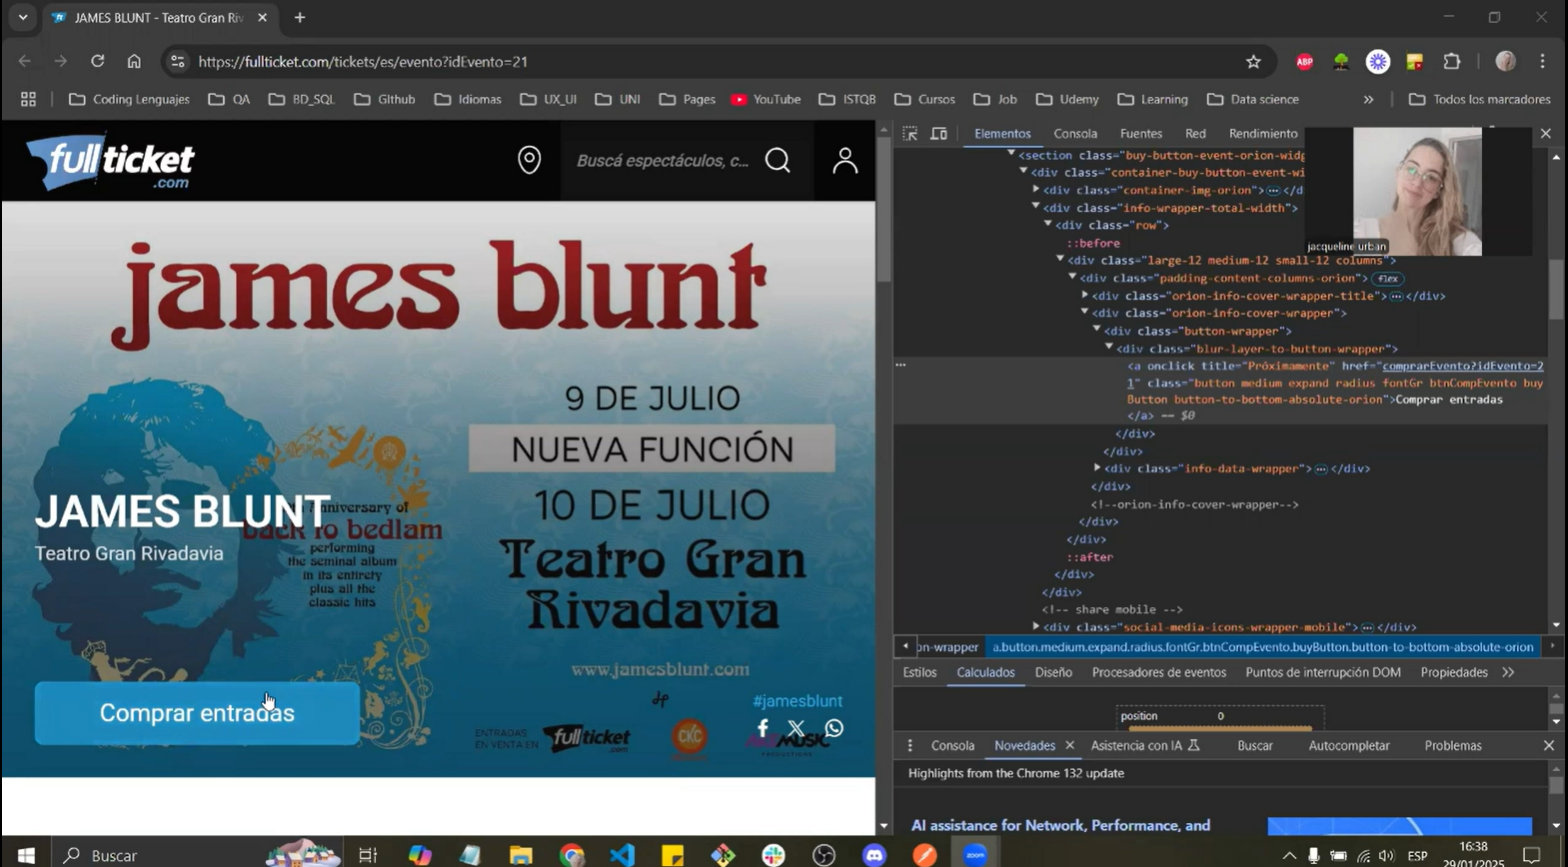 JAMES BLUNT - Teatro Gran Riv
https://fullticket.com/tickets/es/evento?idEvento=21
ABP
Coding Lenguajes
QA
BD_SQL
GIthub
Idiomas
UX_UI
UNI
Pages
YouTube
ISTQB
Cursos
Job
Udemy
Learning
Data science
»
Todos los marcadores
fullticket
.com
Buscá espectáculos, c...
james blunt
9 DE JULIO
NUEVA FUNCIÓN
10 DE JULIO
Teatro Gran
Rivadavia
JAMES BLUNT
Teatro Gran Rivadavia
Anniversary of
back to bedlam
performing
the seminal album
in its entirety
plus all the
classic hits
www.jamesblunt.com
Comprar entradas
#jamesblunt
ENTRADAS
EN VENTA EN
fullticket
.com
CKC
MUSIC
Elementos
Consola
Fuentes
Red
Rendimiento
jacqueline urban
<section class="buy-button-event-orion-widg
<div class="container-buy-button-event-wi
<div class="container-img-orion"> … </d
<div class="info-wrapper-total-width">
<div class="row">
::before
<div class="large-12 medium-12 small-12 columns">
<div class="padding-content-columns-orion"> flex
<div class="orion-info-cover-wrapper-title"> … </div>
<div class="orion-info-cover-wrapper">
<div class="button-wrapper">
<div class="blur-layer-to-button-wrapper">
<a onclick title="Próximamente" href="comprarEvento?idEvento=2
1" class="button medium expand radius fontGr btnCompEvento buy
Button button-to-bottom-absolute-orion">Comprar entradas
</a> == $0
</div>
</div>
<div class="info-data-wrapper"> … </div>
</div>
<!--orion-info-cover-wrapper-->
</div>
</div>
::after
</div>
</div>
<!-- share mobile -->
<div class="social-media-icons-wrapper-mobile"> … </div>
on-wrapper
a.button.medium.expand.radius.fontGr.btnCompEvento.buyButton.button-to-bottom-absolute-orion
Estilos
Calculados
Diseño
Procesadores de eventos
Puntos de interrupción DOM
Propiedades
»
position
0
Consola
Novedades
Asistencia con IA
Buscar
Autocompletar
Problemas
Highlights from the Chrome 132 update
AI assistance for Network, Performance, and
Buscar
zoom
ESP
16:38
29/01/2025